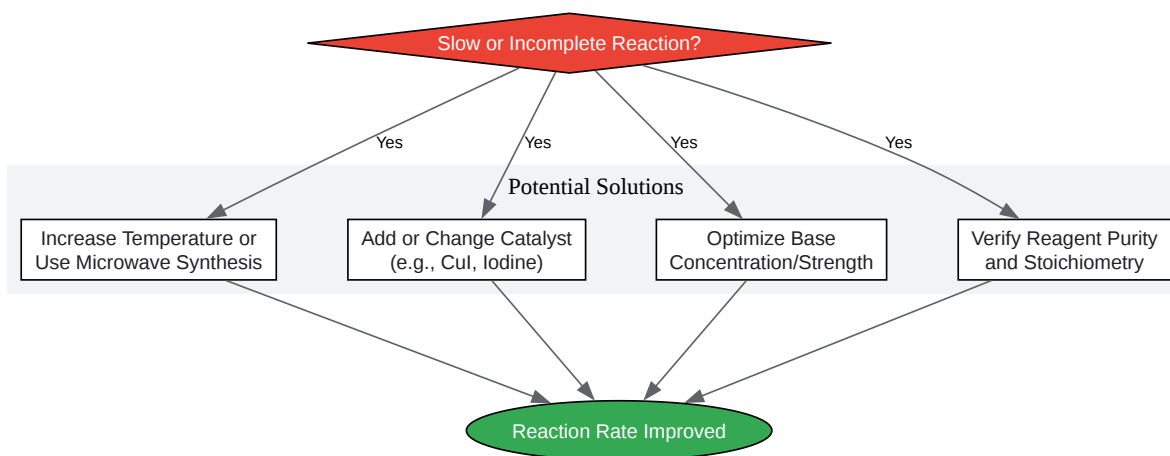 Slow or Incomplete Reaction?
Yes
Yes
Yes
Yes
Potential Solutions
Increase Temperature or
Use Microwave Synthesis
Add or Change Catalyst
(e.g., CuI, Iodine)
Optimize Base
Concentration/Strength
Verify Reagent Purity
and Stoichiometry
Reaction Rate Improved